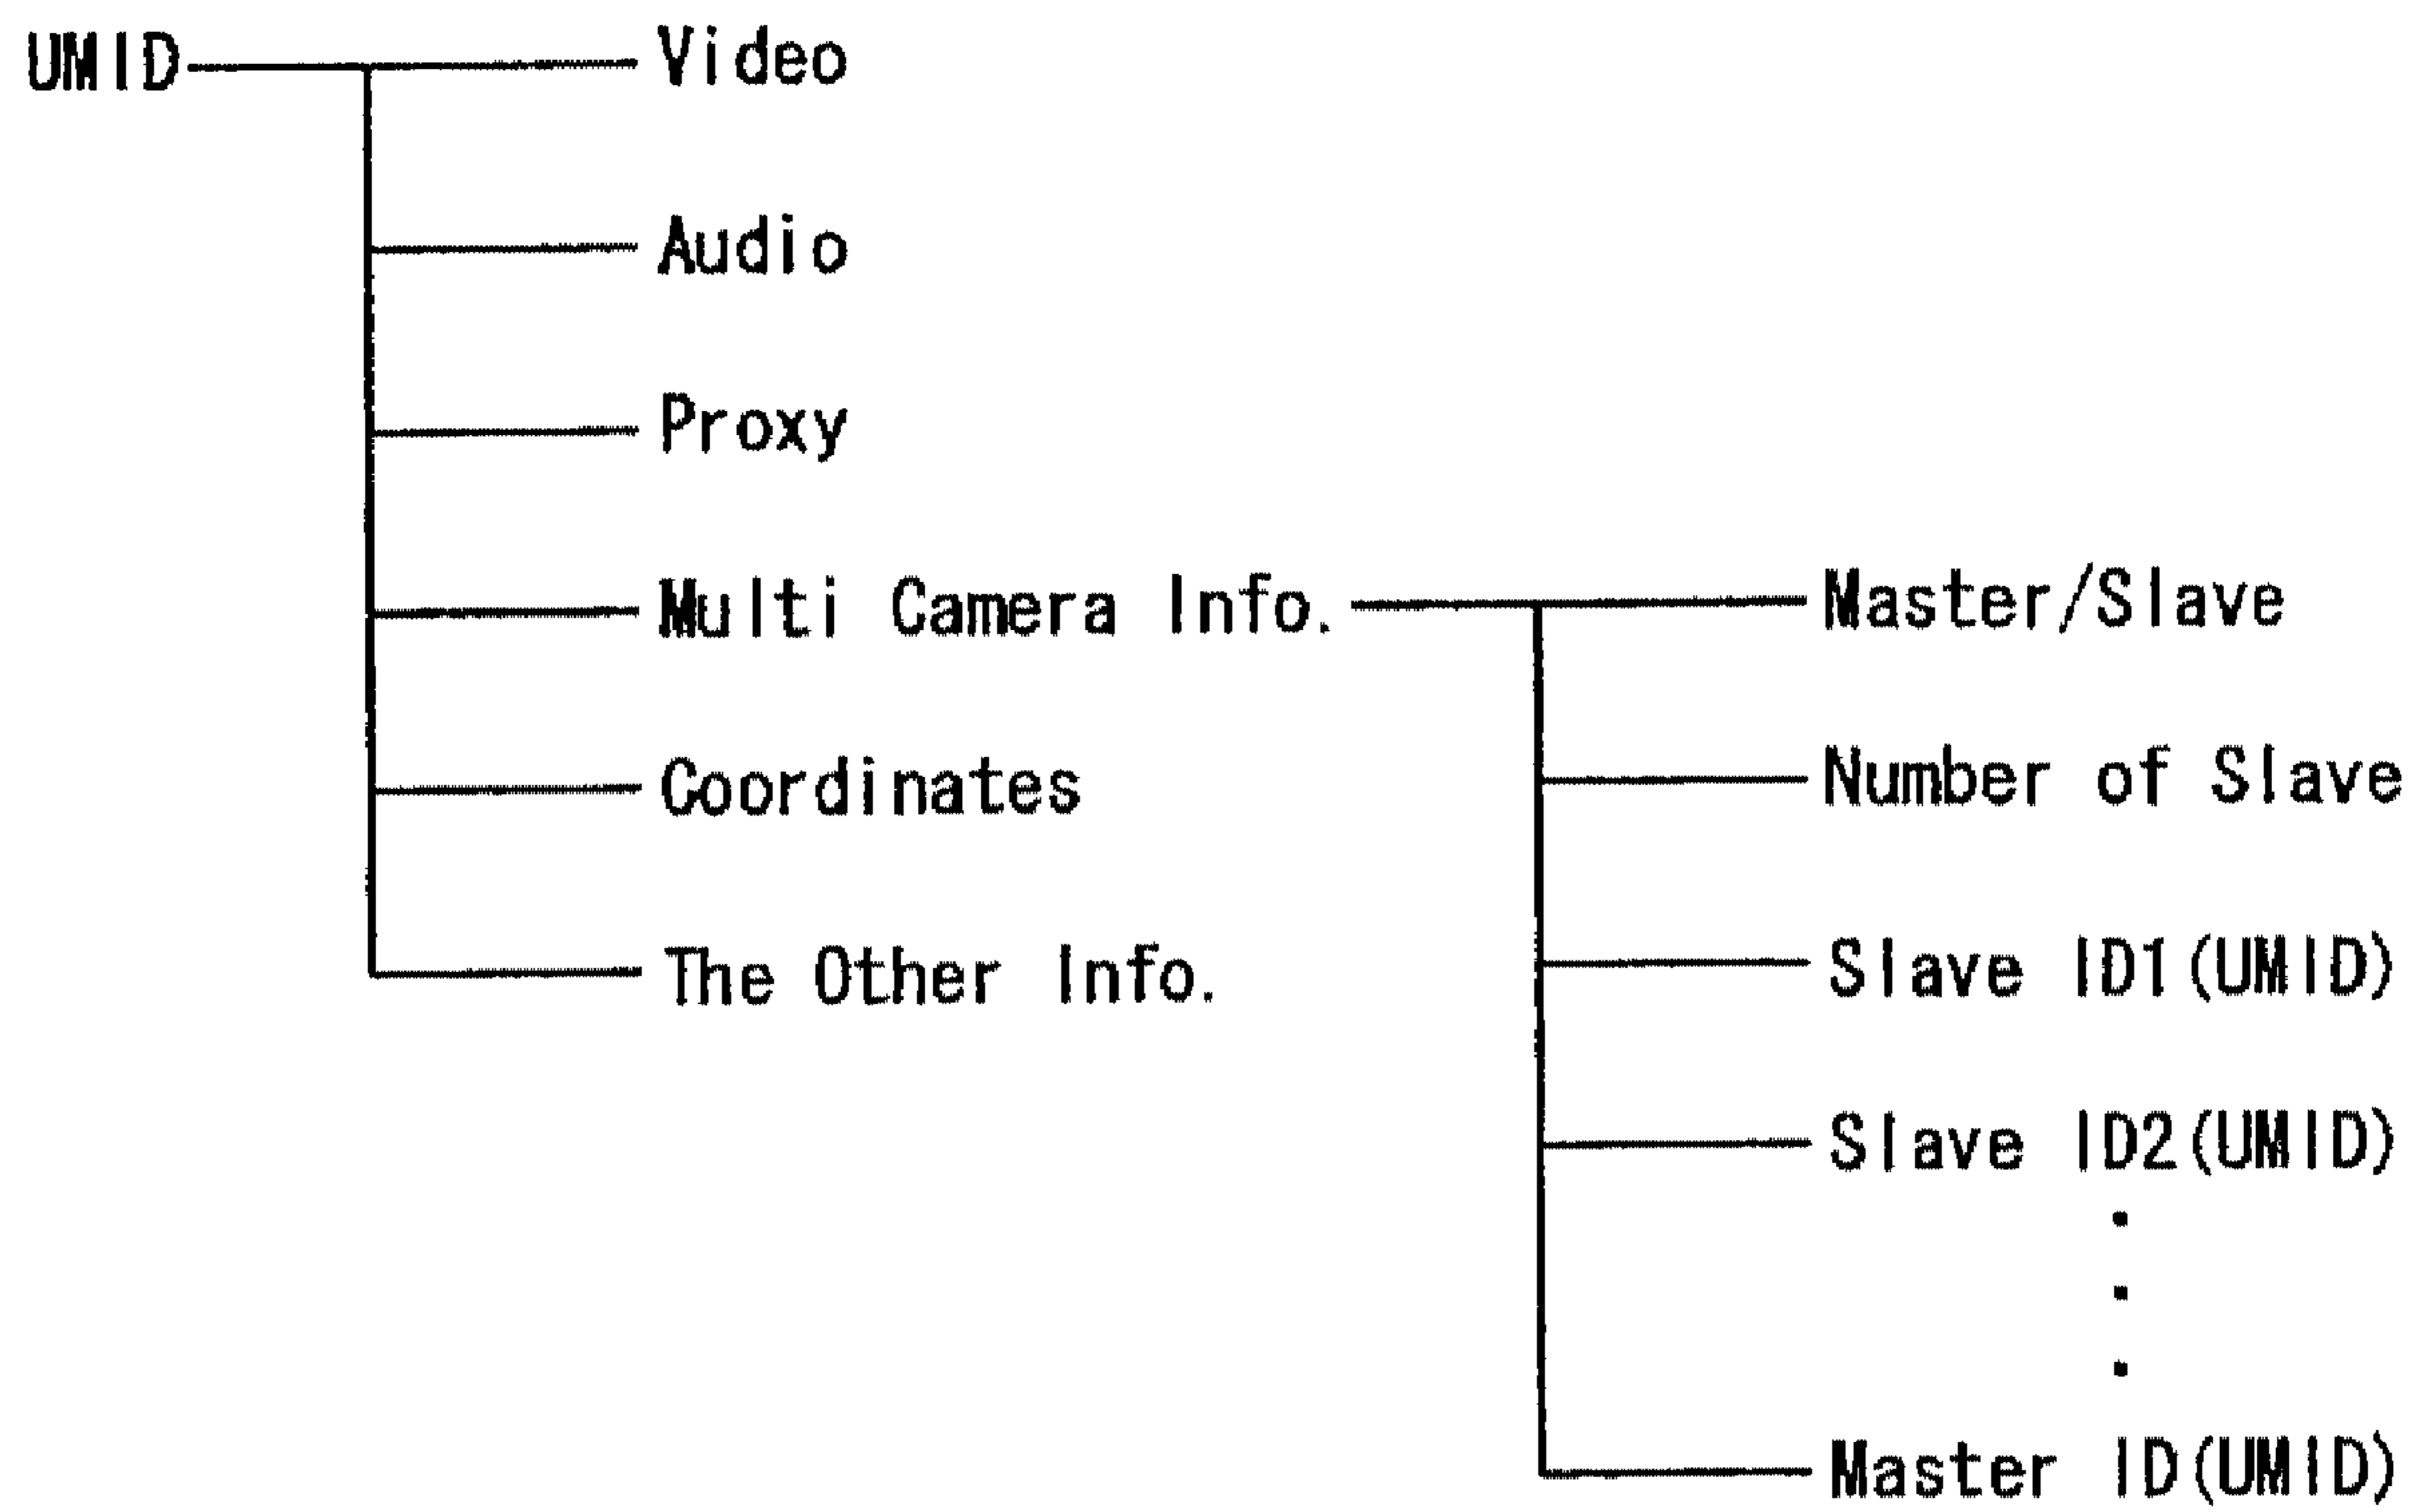 UMID
Video
Audio
Proxy
Multi Camera Info.
Master/Slave
Number of Slave
Coordinates
The Other Info.
Slave ID1(UMID)
Slave ID2(UMID)
Master ID(UMID)